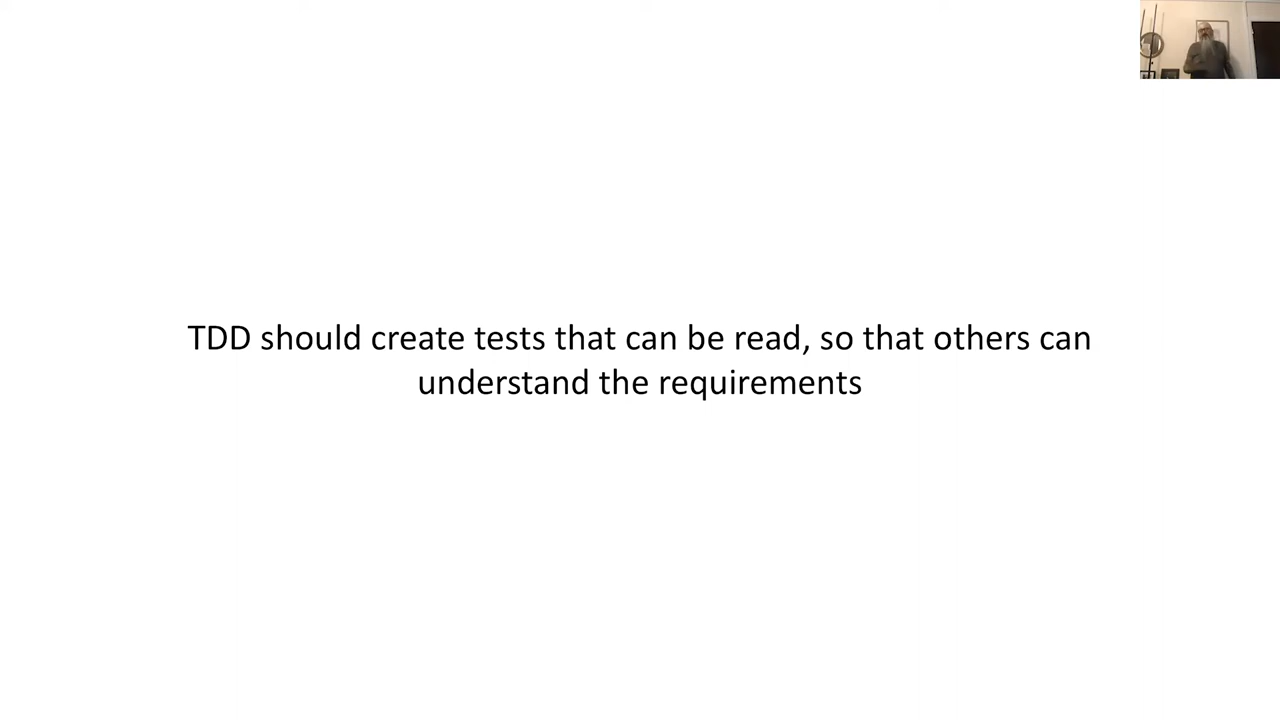 TDD should create tests that can be read, so that others can
understand the requirements